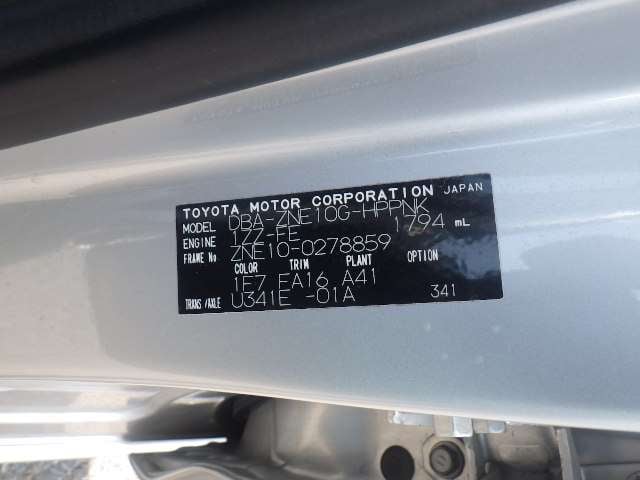 TOYOTA MOTOR CORPORATION JAPAN
MODEL DBA-ZNE10G-HPPNK
ENGINE 1ZZ-FE 1794 mL
FRAME No ZNE10-0278859
COLOR TRIM PLANT OPTION
1E7 EA16 A41
TRANS./AXLE U341E -01A 341